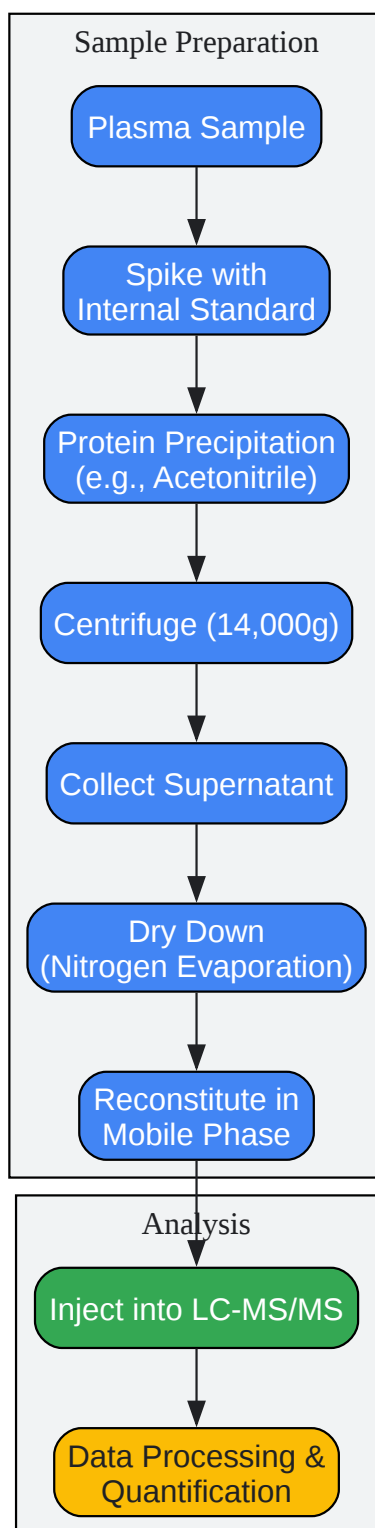 Sample Preparation
Plasma Sample
Spike with
Internal Standard
Protein Precipitation
(e.g., Acetonitrile)
Centrifuge (14,000g)
Collect Supernatant
Dry Down
(Nitrogen Evaporation)
Reconstitute in
Mobile Phase
Analysis
Inject into LC-MS/MS
Data Processing &
Quantification